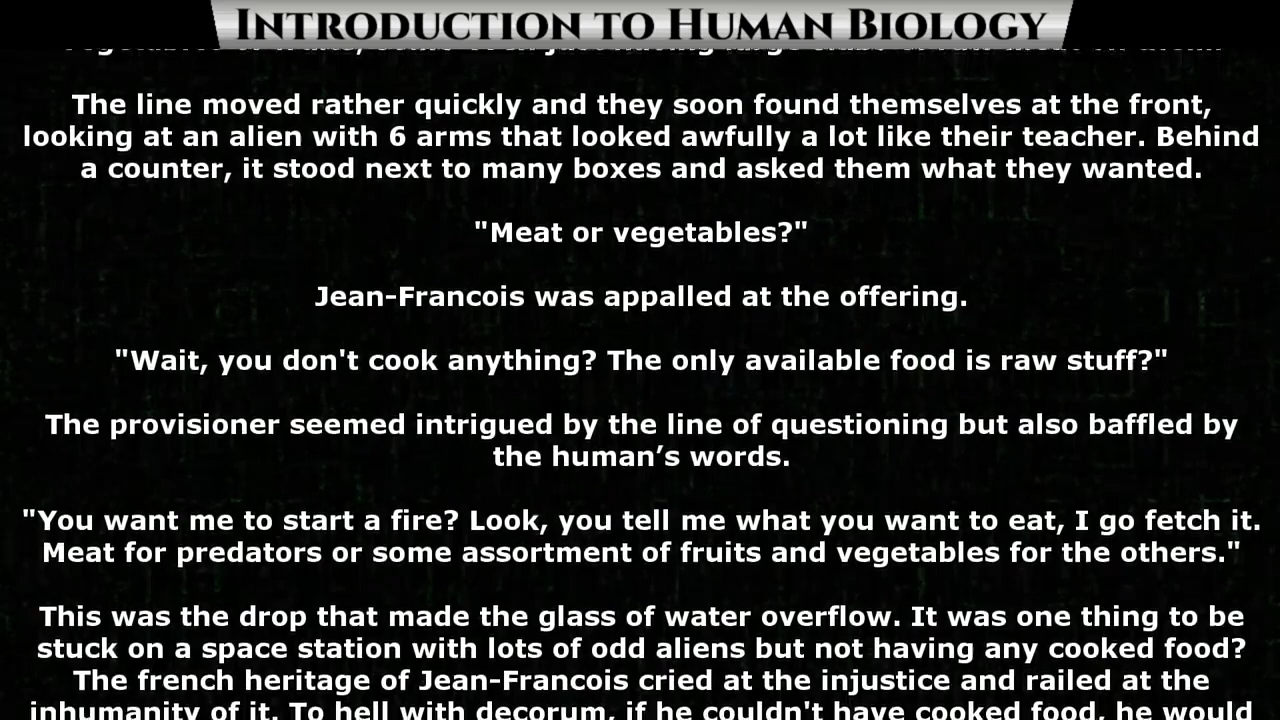 Introduction to Human Biology
The line moved rather quickly and they soon found themselves at the front,
looking at an alien with 6 arms that looked awfully a lot like their teacher. Behind
a counter, it stood next to many boxes and asked them what they wanted.
"Meat or vegetables?"
Jean-Francois was appalled at the offering.
"Wait, you don't cook anything? The only available food is raw stuff?"
The provisioner seemed intrigued by the line of questioning but also baffled by
the human’s words.
"You want me to start a fire? Look, you tell me what you want to eat, I go fetch it.
Meat for predators or some assortment of fruits and vegetables for the others."
This was the drop that made the glass of water overflow. It was one thing to be
stuck on a space station with lots of odd aliens but not having any cooked food?
The french heritage of Jean-Francois cried at the injustice and railed at the
inhumanity of it. To hell with decorum, if he couldn't have cooked food, he would